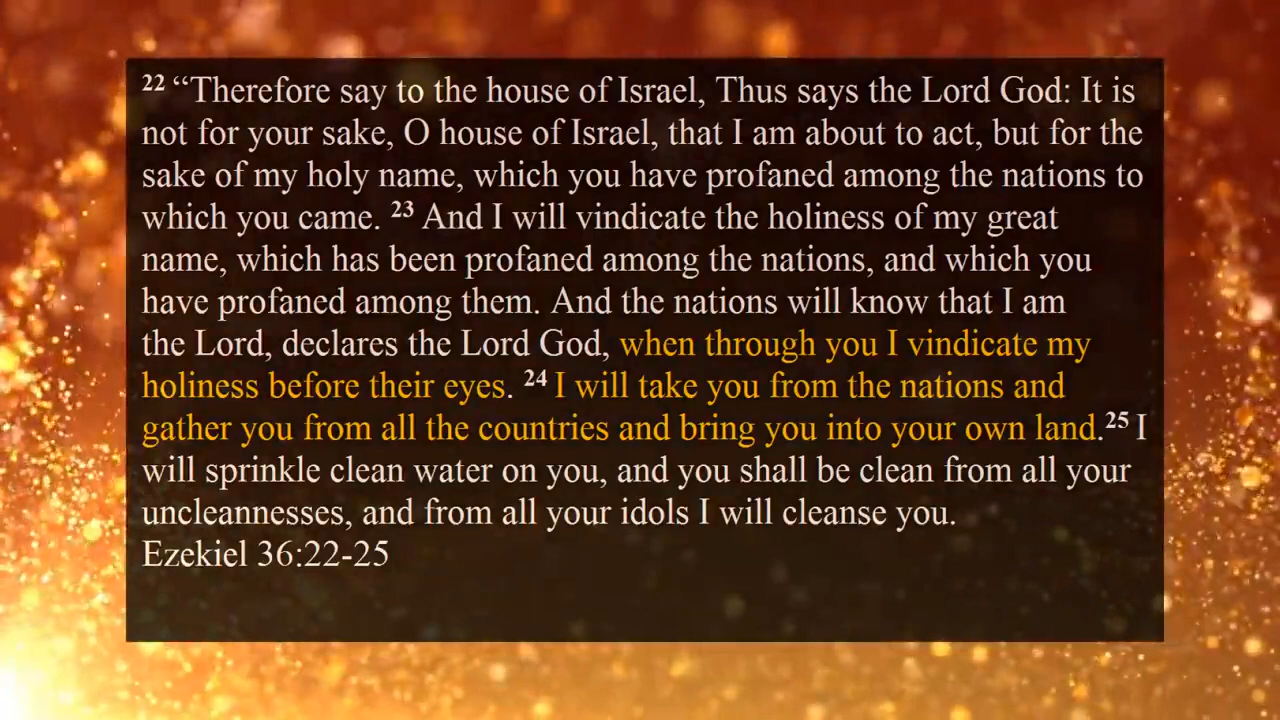 22 “Therefore say to the house of Israel, Thus says the Lord God: It is
not for your sake, O house of Israel, that I am about to act, but for the
sake of my holy name, which you have profaned among the nations to
which you came. 23 And I will vindicate the holiness of my great
name, which has been profaned among the nations, and which you
have profaned among them. And the nations will know that I am
the Lord, declares the Lord God, when through you I vindicate my
holiness before their eyes. 24 I will take you from the nations and
gather you from all the countries and bring you into your own land.25 I
will sprinkle clean water on you, and you shall be clean from all your
uncleannesses, and from all your idols I will cleanse you.
Ezekiel 36:22-25